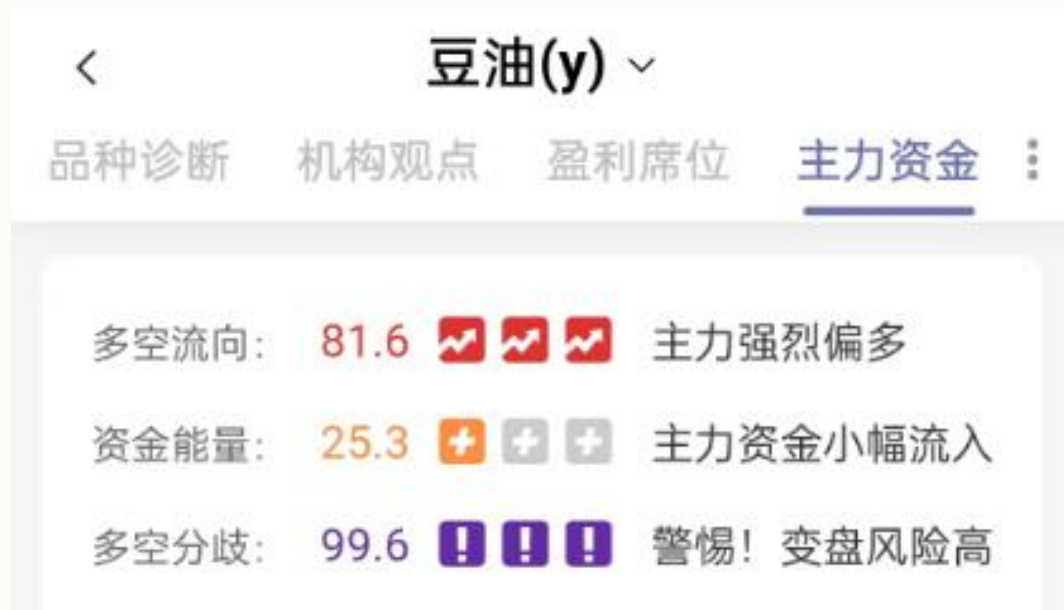 豆油(y)
品种诊断 机构观点 盈利席位 主力资金
多空流向: 81.6 主力强烈偏多
资金能量: 25.3 主力资金小幅流入
多空分歧: 99.6 警惕！变盘风险高